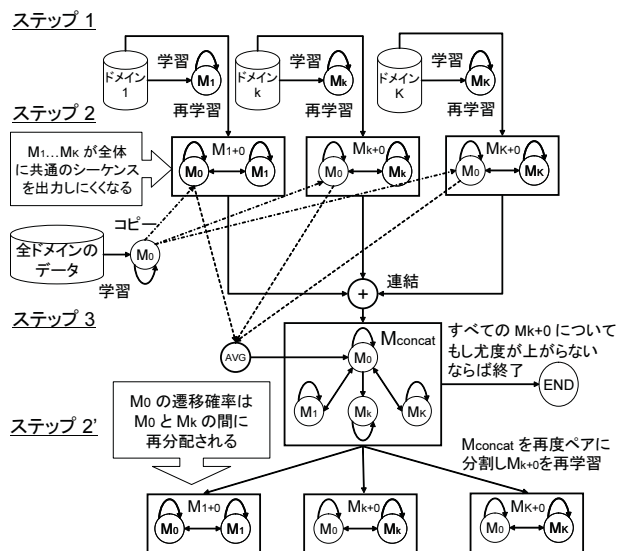 ステップ 1
学習
学習
学習
ドメイン
1
M1
ドメイン
k
Mk
ドメイン
K
MK
再学習
再学習
再学習
ステップ 2
M1…MK が全体
に共通のシーケンス
を出力しにくくなる
M1+0
M0
M1
Mk+0
M0
Mk
MK+0
M0
MK
コピー
全ドメインの
データ
M0
学習
+
連結
ステップ 3
AVG
Mconcat
M0
M1
Mk
MK
すべての Mk+0 について
もし尤度が上がらない
ならば終了
END
M0 の遷移確率は
M0 と Mk の間に
再分配される
ステップ 2'
Mconcat を再度ペアに
分割しMk+0を再学習
M1+0
M0
M1
Mk+0
M0
Mk
MK+0
M0
MK